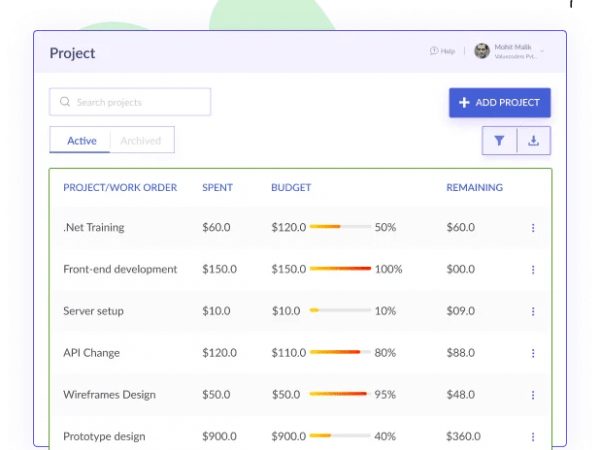 Project
Help
Mohit Malik
Valuecoders Pvt...
Search projects
+ ADD PROJECT
Active
Archived
PROJECT/WORK ORDER SPENT BUDGET REMAINING
.Net Training $60.0 $120.0 50% $60.0
Front-end development $150.0 $150.0 100% $00.0
Server setup $10.0 $10.0 10% $09.0
API Change $120.0 $110.0 80% $88.0
Wireframes Design $50.0 $50.0 95% $48.0
Prototype design $900.0 $900.0 40% $360.0